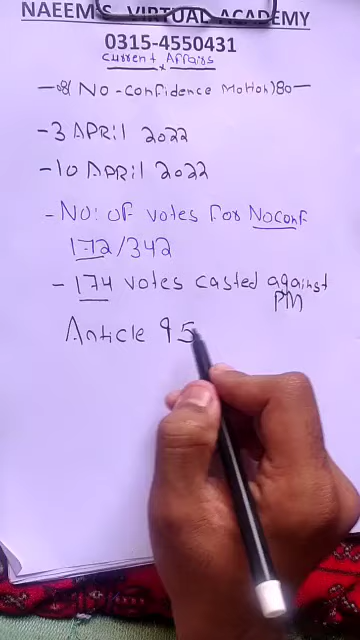 NAEEM'S VIRTUAL ACADEMY
0315-4550431
Current Affairs
No-Confidence Motion
- 3 APRil 2022
- 10 APRil 2022
- No: of votes for Noconf
172/342
- 174 votes casted against
PM
Article 95